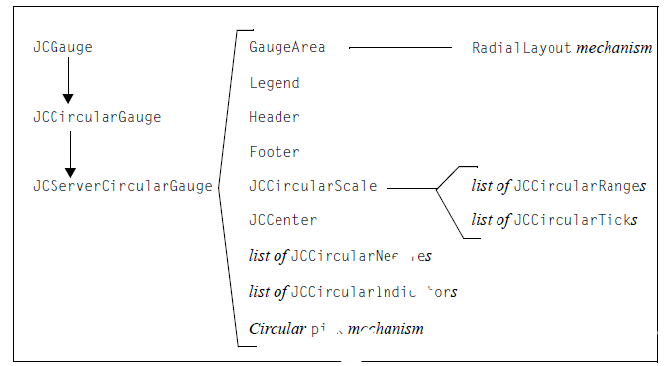 JCGauge
GaugeArea
RadialLayout mechanism
Legend
JCCircularGauge
Header
Footer
JCServerCircularGauge
JCCircularScale
list of JCCircularRanges
JCCenter
list of JCCircularTicks
list of
list of
Circular mechanism